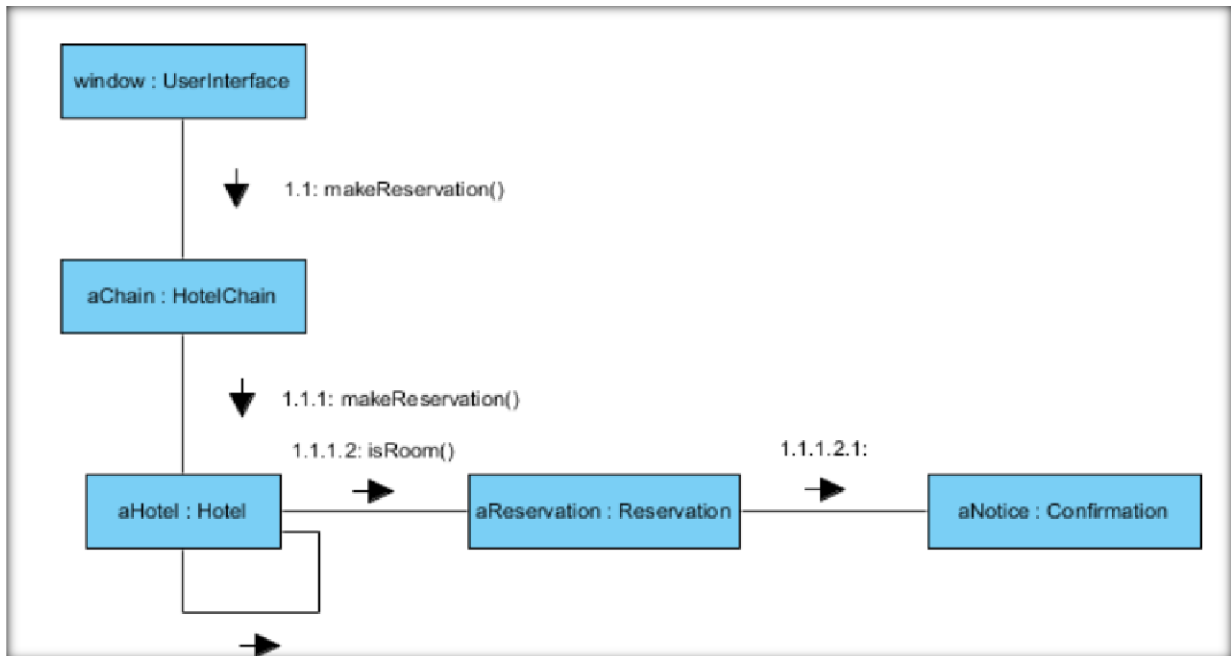 window : UserInterface
1.1: makeReservation()
aChain : HotelChain
1.1.1: makeReservation()
1.1.1.2: isRoom()
1.1.1.2.1:
aHotel : Hotel
aReservation : Reservation
aNotice : Confirmation